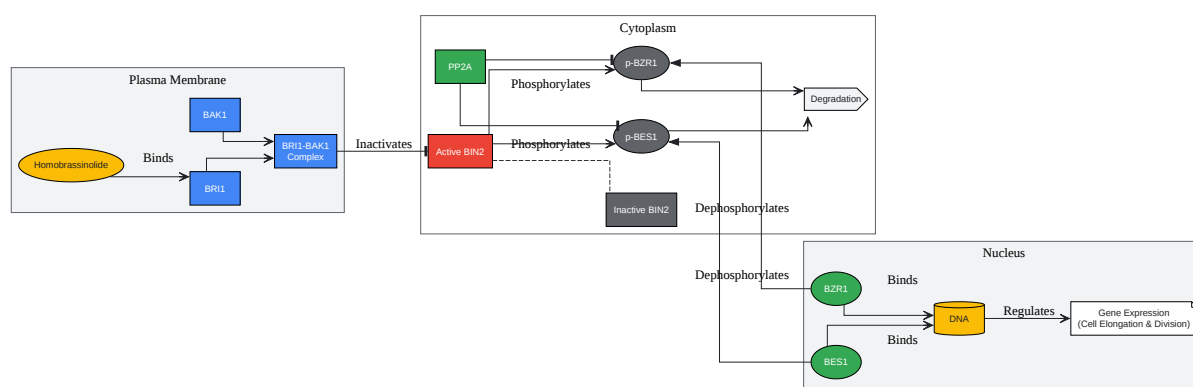 Plasma Membrane
BAK1
Homobrassinolide
Binds
BRI1
BRI1-BAK1
Complex
Inactivates
Cytoplasm
PP2A
p-BZR1
Phosphorylates
Degradation
Active BIN2
Phosphorylates
p-BES1
Inactive BIN2
Dephosphorylates
Dephosphorylates
Nucleus
BZR1
Binds
DNA
Regulates
Gene Expression
(Cell Elongation & Division)
Binds
BES1